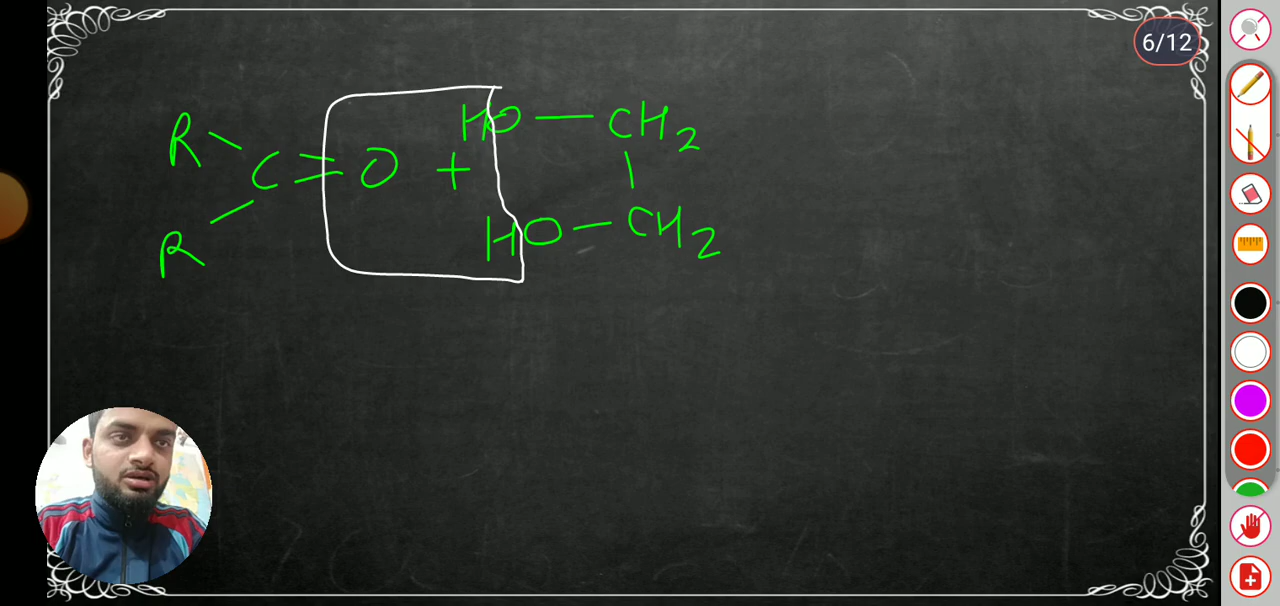 6/12
HO — CH2
R
C = O +
HO — CH2
R